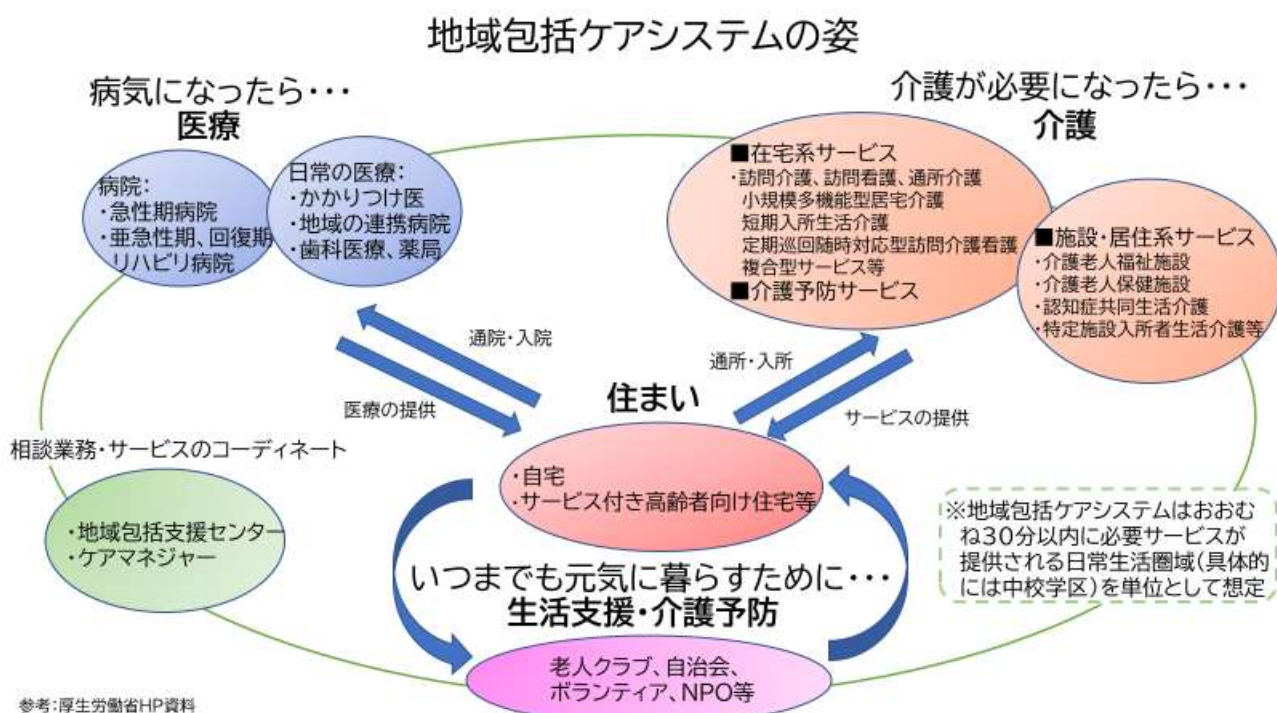 地域包括ケアシステムの姿
病気になったら・・・
医療
病院：
・急性期病院
・亜急性期、回復期
リハビリ病院
日常の医療：
・かかりつけ医
・地域の連携病院
・歯科医療、薬局
介護が必要になったら・・・
介護
■在宅系サービス
・訪問介護、訪問看護、通所介護
小規模多機能型居宅介護
短期入所生活介護
定期巡回随時対応型訪問介護看護
複合型サービス等
■介護予防サービス
■施設・居住系サービス
・介護老人福祉施設
・介護老人保健施設
・認知症共同生活介護
・特定施設入所者生活介護等
通院・入院
医療の提供
通所・入所
サービスの提供
住まい
・自宅
・サービス付き高齢者向け住宅等
相談業務・サービスのコーディネート
・地域包括支援センター
・ケアマネジャー
※地域包括ケアシステムはおおむ
ね30分以内に必要サービスが
提供される日常生活圏域(具体的
には中校学区)を単位として想定
いつまでも元気に暮らすために・・・
生活支援・介護予防
老人クラブ、自治会、
ボランティア、NPO等
参考：厚生労働省HP資料